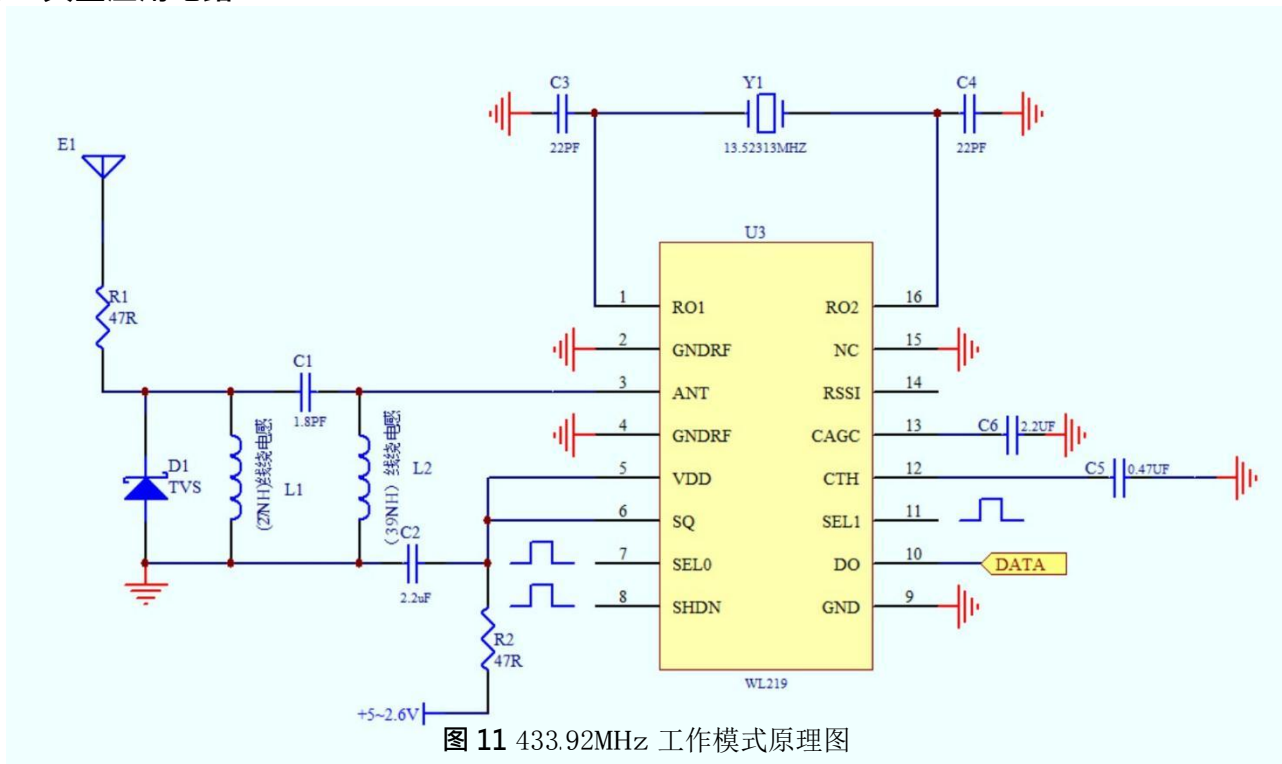 C3
Y1
C4
22PF
13.52313MHZ
22PF
E1
U3
R1
47R
1
RO1
RO2
16
2
GNDRF
NC
15
C1
1.8PF
3
ANT
RSSI
14
4
GNDRF
CAGC
13
C6
2.2UF
5
VDD
CTH
12
C5
0.47UF
6
SQ
SEL1
11
7
SEL0
DO
10
DATA
8
SHDN
GND
9
D1
TVS
(27NH)线绕电感
L1
(39NH）线绕电感
L2
C2
2.2uF
R2
47R
WL219
+5~2.6V
图 11 433.92MHz 工作模式原理图